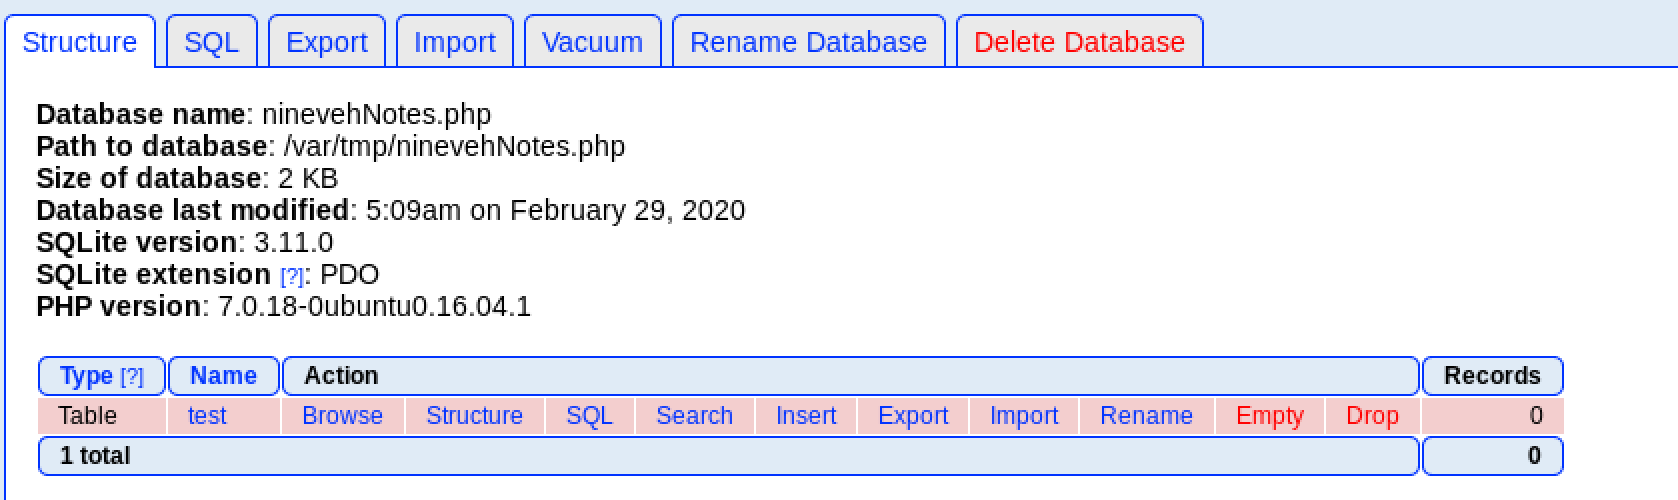 Structure SQL Export Import Vacuum Rename Database Delete Database
Database name: ninevehNotes.php
Path to database: /var/tmp/ninevehNotes.php
Size of database: 2 KB
Database last modified: 5:09am on February 29, 2020
SQLite version: 3.11.0
SQLite extension [?]: PDO
PHP version: 7.0.18-0ubuntu0.16.04.1
Type [?] Name Action Records
Table test Browse Structure SQL Search Insert Export Import Rename Empty Drop 0
1 total 0